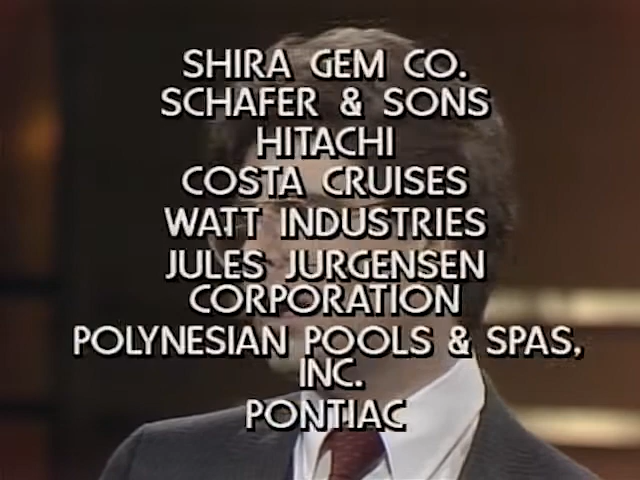 SHIRA GEM CO.
SCHAFER & SONS
HITACHI
COSTA CRUISES
WATT INDUSTRIES
JULES JURGENSEN
CORPORATION
POLYNESIAN POOLS & SPAS,
INC.
PONTIAC